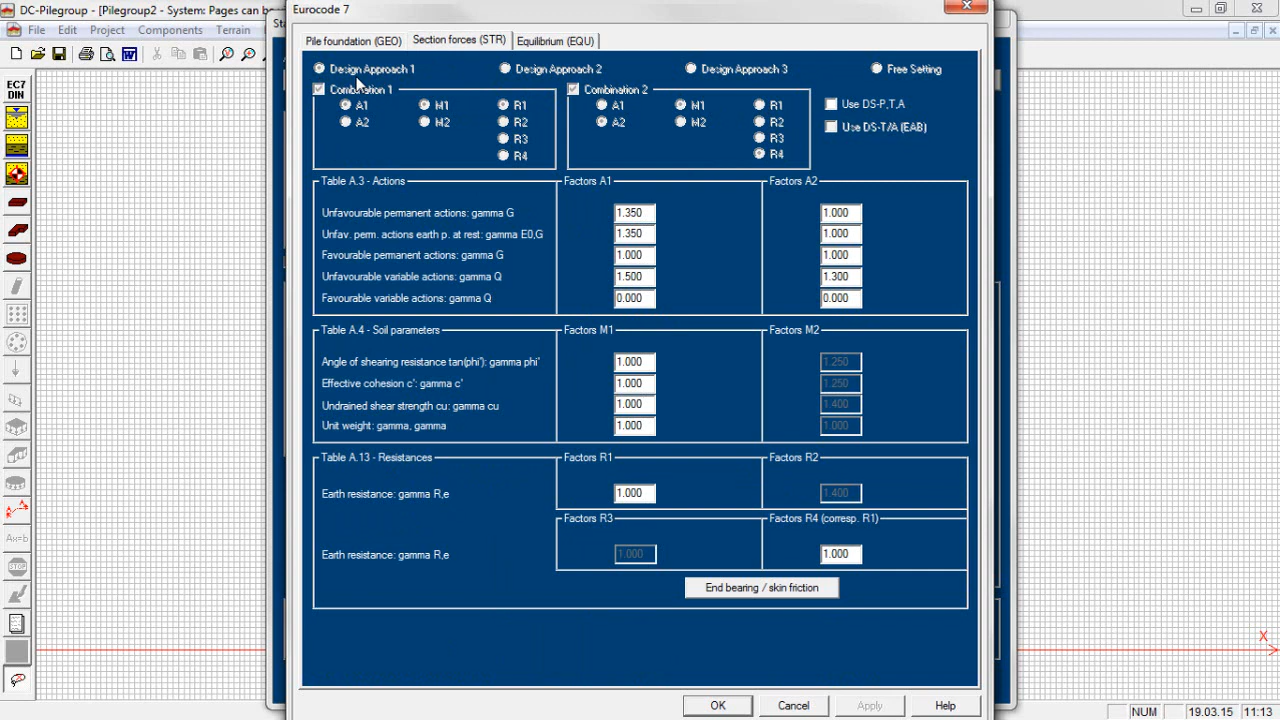 DC-Pilegroup - [Pilegroup2 - System: Pages can be
Eurocode 7
File Edit Project Components Terrain
Pile foundation (GEO) Section forces (STR) Equilibrium (EQU)
Design Approach 1 Design Approach 2 Design Approach 3 Free Setting
Combination 1 Combination 2
EC7
A1 M1 R1 A1 M1 R1 Use DS-P,T,A
A2 M2 R2 A2 M2 R2 Use DS-T/A (EAB)
R3 R3
R4 R4
Table A.3 - Actions Factors A1 Factors A2
Unfavourable permanent actions: gamma G 1.350 1.000
Unfav. perm. actions earth p. at rest: gamma E0,G 1.350 1.000
Favourable permanent actions: gamma G 1.000 1.000
Unfavourable variable actions: gamma Q 1.500 1.300
Favourable variable actions: gamma Q 0.000 0.000
Table A.4 - Soil parameters Factors M1 Factors M2
Angle of shearing resistance tan(phi'): gamma phi' 1.000 1.250
Effective cohesion c': gamma c' 1.000 1.250
Undrained shear strength cu: gamma cu 1.000 1.400
Unit weight: gamma, gamma 1.000 1.000
Table A.13 - Resistances Factors R1 Factors R2
Earth resistance: gamma R,e 1.000 1.400
Factors R3 Factors R4 (corresp. R1)
Ax=b
Earth resistance: gamma R,e 1.000 1.000
STOP
End bearing / skin friction
X
OK Cancel Apply Help
NUM 19.03.15 11:13